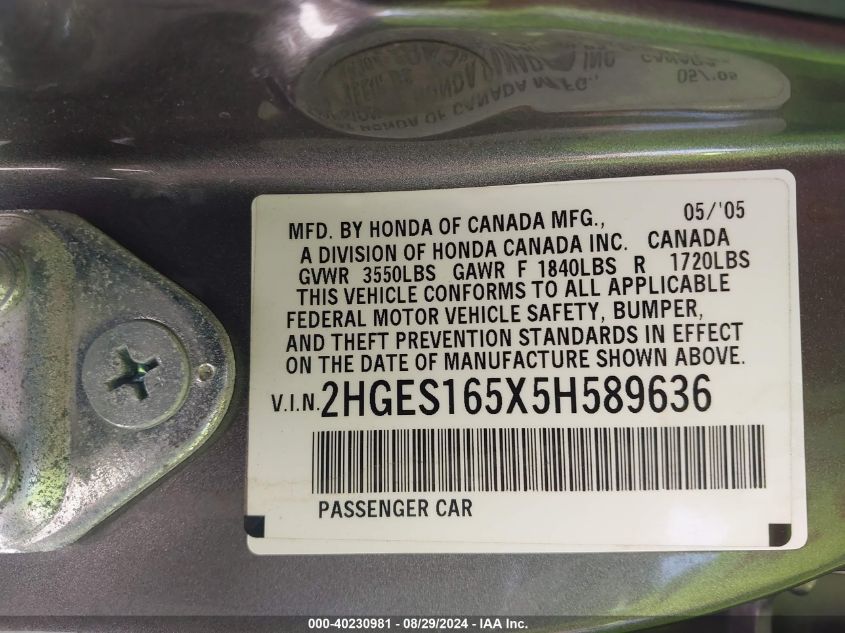 MFD. BY HONDA OF CANADA MFG., 05/'05
A DIVISION OF HONDA CANADA INC. CANADA
GVWR 3550LBS GAWR F 1840LBS R 1720LBS
THIS VEHICLE CONFORMS TO ALL APPLICABLE
FEDERAL MOTOR VEHICLE SAFETY, BUMPER,
AND THEFT PREVENTION STANDARDS IN EFFECT
ON THE DATE OF MANUFACTURE SHOWN ABOVE.
V.I.N. 2HGES165X5H589636
PASSENGER CAR
000-40230981 - 08/29/2024 - IAA Inc.